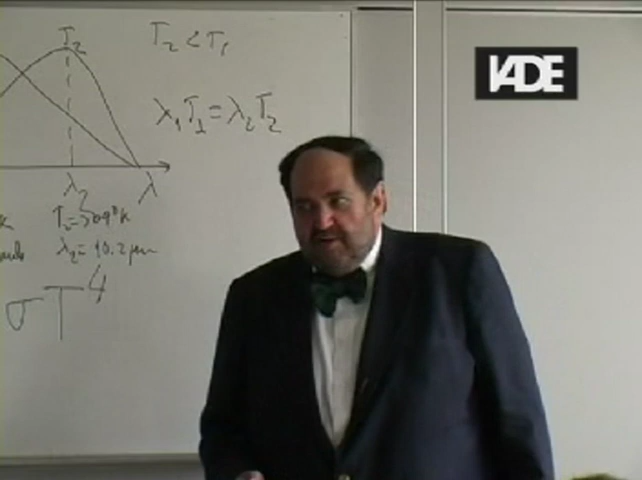 T₂
T₂ < T₁
λ₁T₁ = λ₂T₂
λ₂ λ
T₂=309°K
λ₂= 10.2 μm
σT⁴
IADE